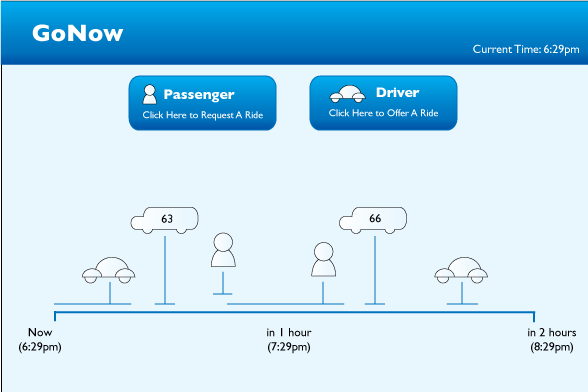 GoNow
Current Time: 6:29pm
Passenger
Click Here to Request A Ride
Driver
Click Here to Offer A Ride
63
66
Now
(6:29pm)
in 1 hour
(7:29pm)
in 2 hours
(8:29pm)